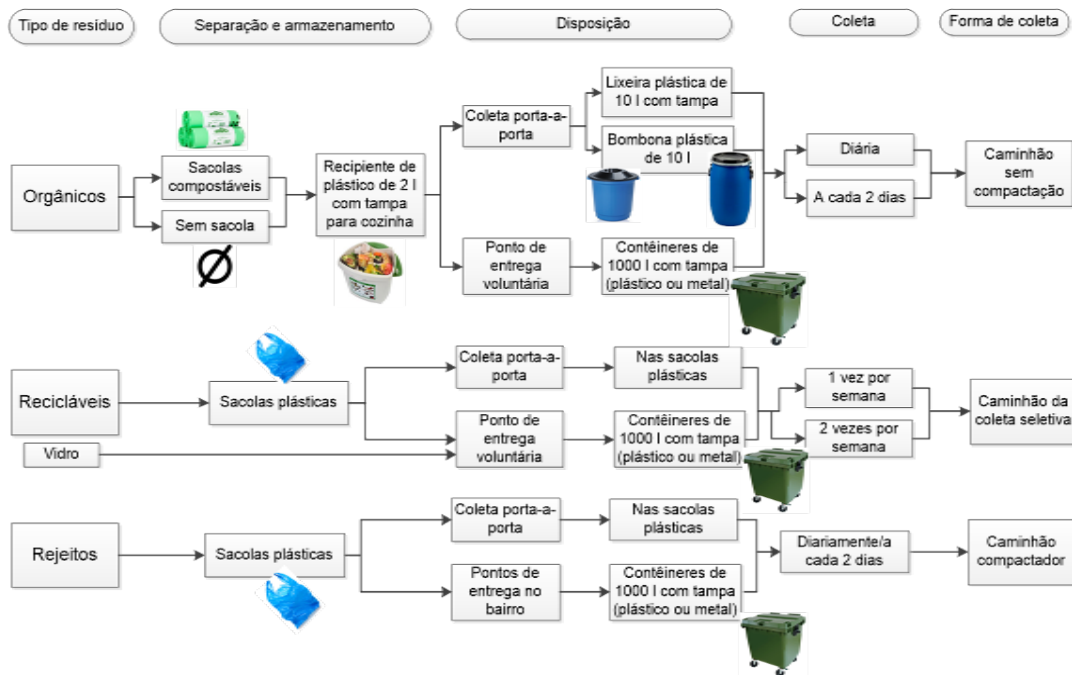 Tipo de resíduo
Separação e armazenamento
Disposição
Coleta
Forma de coleta
Orgânicos
Sacolas
compostáveis
Sem sacola
Recipiente de
plástico de 2 l
com tampa
para cozinha
Coleta porta-a-
porta
Lixeira plástica de
10 l com tampa
Bombona plástica
de 10 l
Ponto de
entrega
voluntária
Contêineres de
1000 l com tampa
(plástico ou metal)
Diária
A cada 2 dias
Caminhão
sem
compactação
Recicláveis
Vidro
Sacolas plásticas
Coleta porta-a-
porta
Nas sacolas
plásticas
Ponto de
entrega
voluntária
Contêineres de
1000 l com tampa
(plástico ou metal)
1 vez por
semana
2 vezes por
semana
Caminhão da
coleta seletiva
Rejeitos
Sacolas plásticas
Coleta porta-a-
porta
Nas sacolas
plásticas
Pontos de
entrega no
bairro
Contêineres de
1000 l com tampa
(plástico ou metal)
Diariamente/a
cada 2 dias
Caminhão
compactador